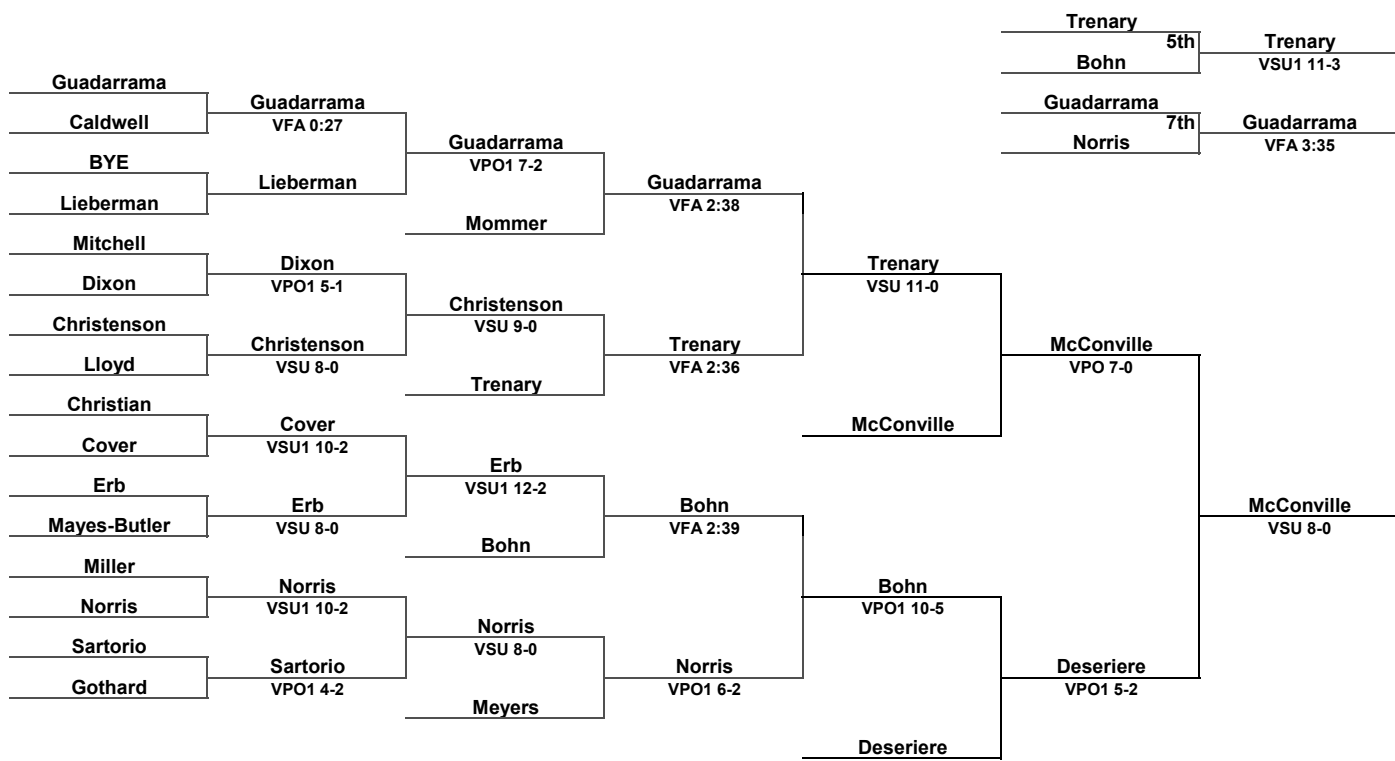 Trenary
5th
Trenary
Bohn
VSU1 11-3
Guadarrama
Guadarrama
Guadarrama
7th
Guadarrama
Caldwell
VFA 0:27
Guadarrama
Norris
VFA 3:35
BYE
VPO1 7-2
Lieberman
Lieberman
Guadarrama
VFA 2:38
Mommer
Mitchell
Dixon
Trenary
Dixon
VPO1 5-1
VSU 11-0
Christenson
Christenson
VSU 9-0
Christenson
Trenary
McConville
Lloyd
VSU 8-0
VFA 2:36
VPO 7-0
Trenary
Christian
Cover
McConville
Cover
VSU1 10-2
Erb
Erb
VSU1 12-2
Erb
Bohn
McConville
Mayes-Butler
VSU 8-0
VFA 2:39
VSU 8-0
Bohn
Miller
Norris
Bohn
Norris
VSU1 10-2
VPO1 10-5
Norris
Sartorio
VSU 8-0
Sartorio
Norris
Deseriere
Gothard
VPO1 4-2
VPO1 6-2
VPO1 5-2
Meyers
Deseriere